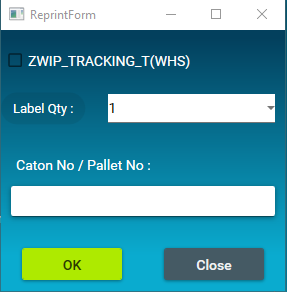 ReprintForm
ZWIP_TRACKING_T(WHS)
Label Qty : 1
Caton No / Pallet No :
OK Close